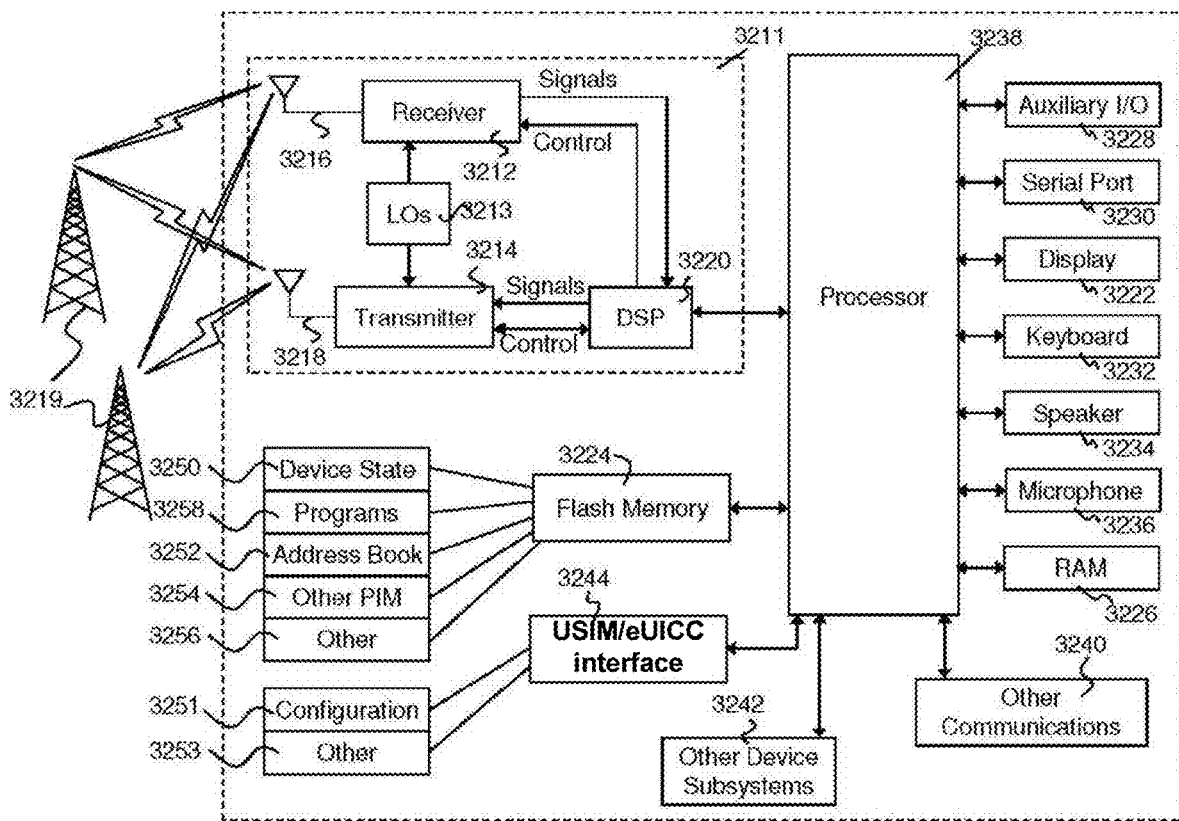 3211
3238
Signals
Receiver
Control
3216
3212
LOs
3213
3214
3220
Signals
Transmitter
DSP
Control
3218
3219
Processor
Auxiliary I/O
3228
Serial Port
3230
Display
3222
Keyboard
3232
Speaker
3234
Microphone
3236
RAM
3226
3250
Device State
3258
Programs
3252
Address Book
3254
Other PIM
3256
Other
3224
Flash Memory
3244
USIM/eUICC
interface
3251
Configuration
3253
Other
3242
Other Device
Subsystems
3240
Other
Communications